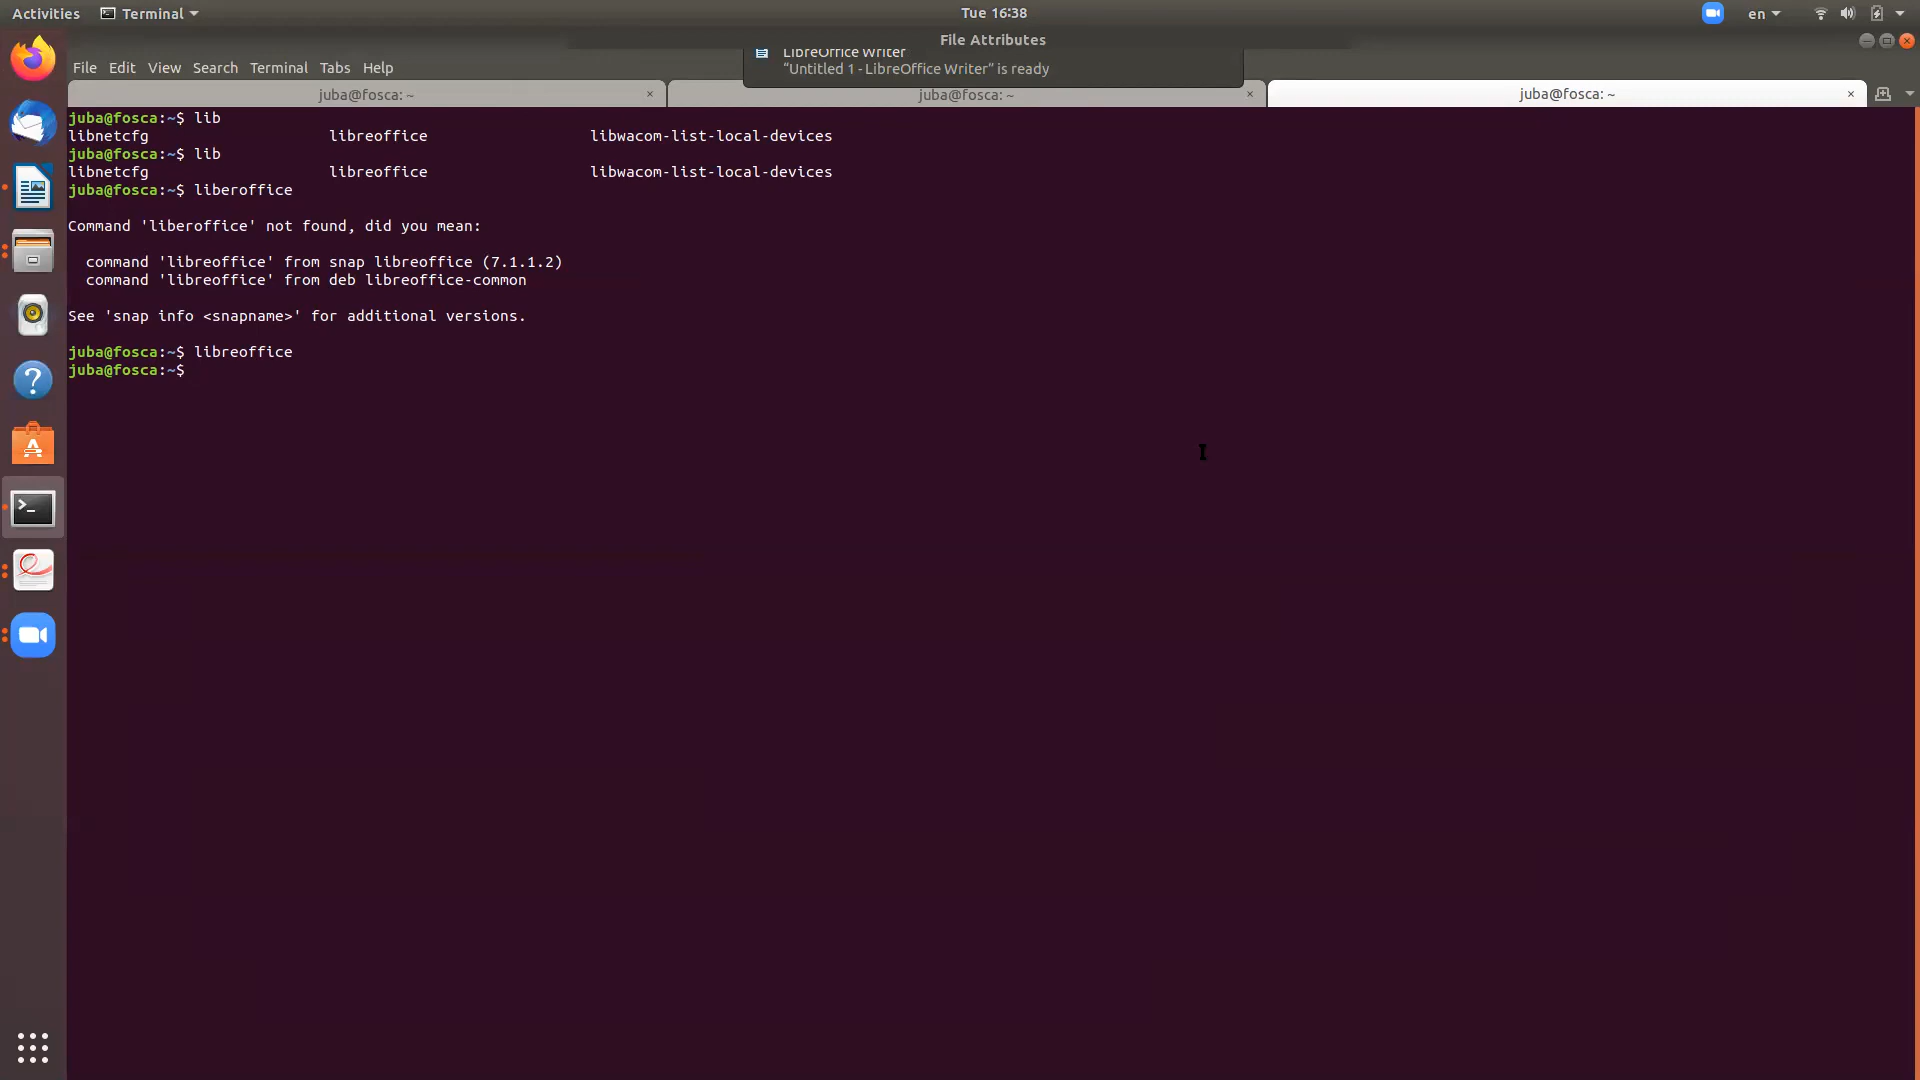 Activities Terminal Tue 16:38 en
File Attributes
LibreOffice Writer
File Edit View Search Terminal Tabs Help
"Untitled 1 - LibreOffice Writer" is ready
juba@fosca: ~ × juba@fosca: ~ × juba@fosca: ~ ×
juba@fosca:~$ lib
libnetcfg libreoffice libwacom-list-local-devices
juba@fosca:~$ lib
libnetcfg libreoffice libwacom-list-local-devices
juba@fosca:~$ liberoffice
Command 'liberoffice' not found, did you mean:
command 'libreoffice' from snap libreoffice (7.1.1.2)
command 'libreoffice' from deb libreoffice-common
See 'snap info <snapname>' for additional versions.
juba@fosca:~$ libreoffice
juba@fosca:~$